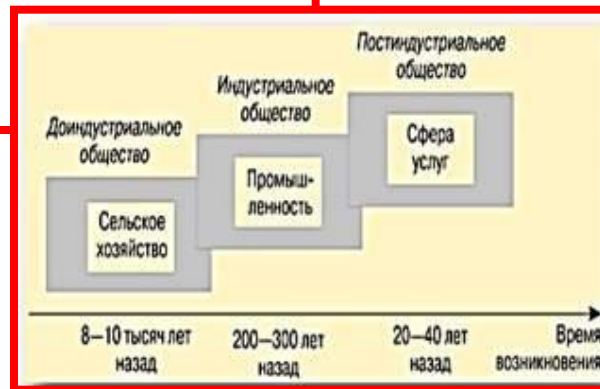 Постиндустриальное
общество
Индустриальное
общество
Доиндустриальное
общество
Сфера
услуг
Промыш-
ленность
Сельское
хозяйство
8—10 тысяч лет
назад
200—300 лет
назад
20—40 лет
назад
Время
возникновения